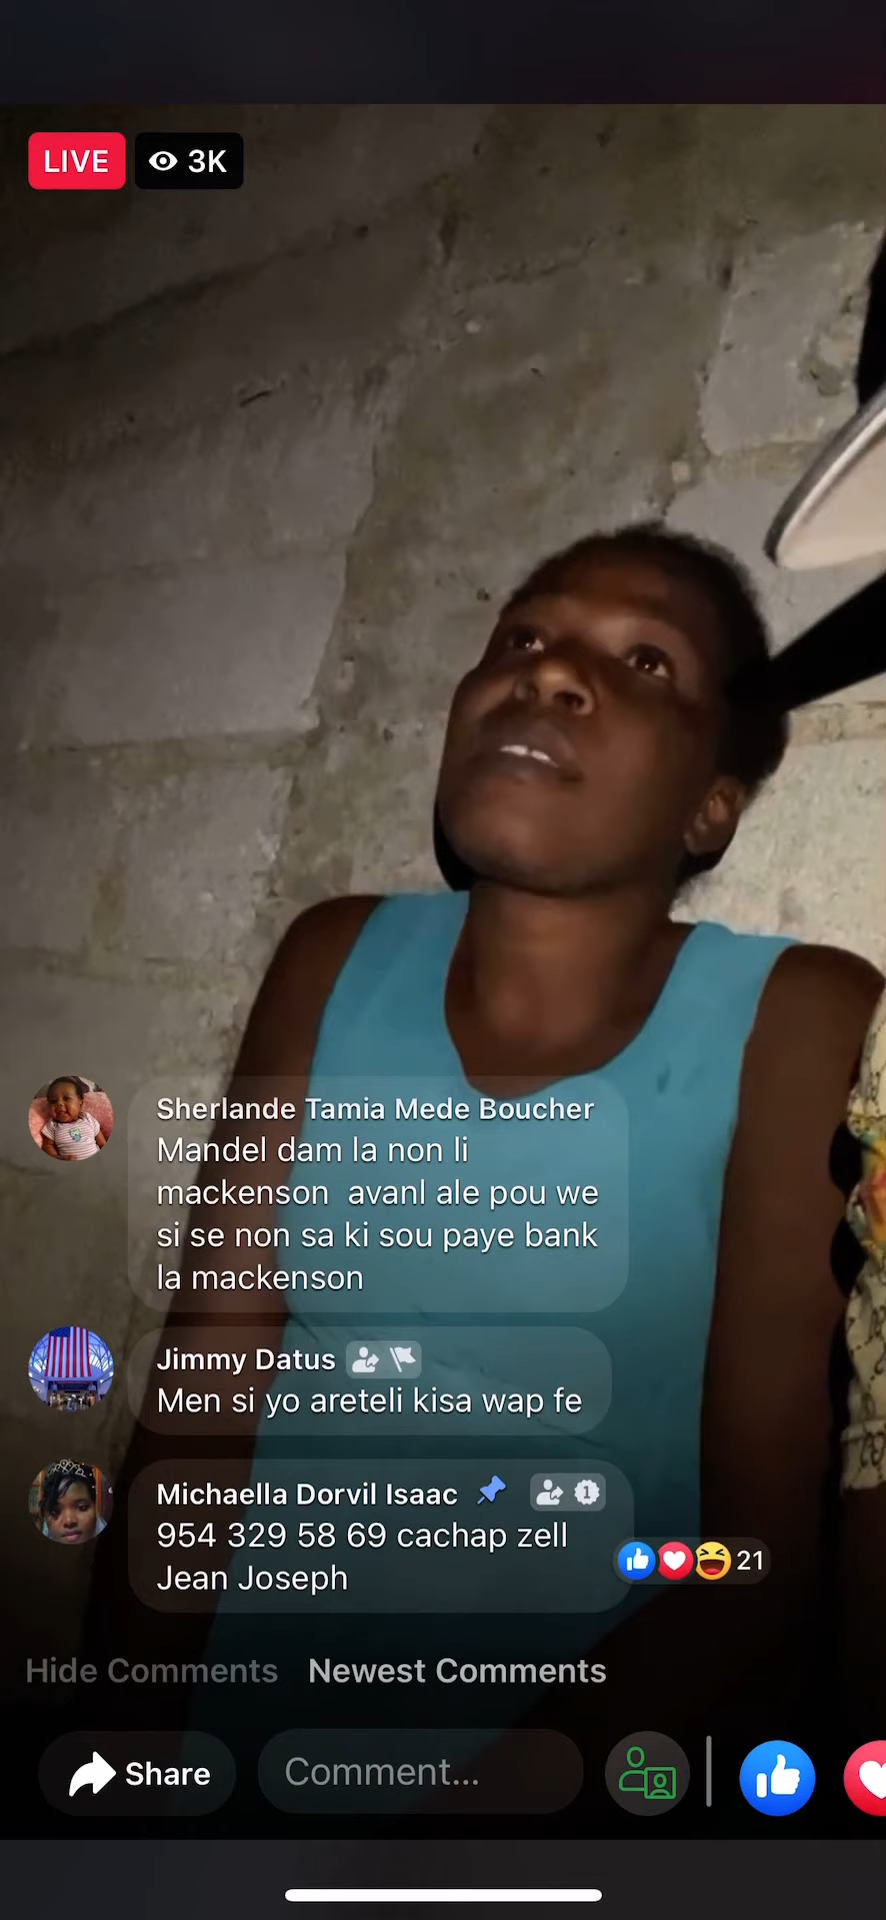 LIVE 3K
Sherlande Tamia Mede Boucher
Mandel dam la non li
mackenson avanl ale pou we
si se non sa ki sou paye bank
la mackenson
Jimmy Datus
Men si yo areteli kisa wap fe
Michaella Dorvil Isaac 1
954 329 58 69 cachap zell
Jean Joseph
21
Hide Comments Newest Comments
Share Comment...